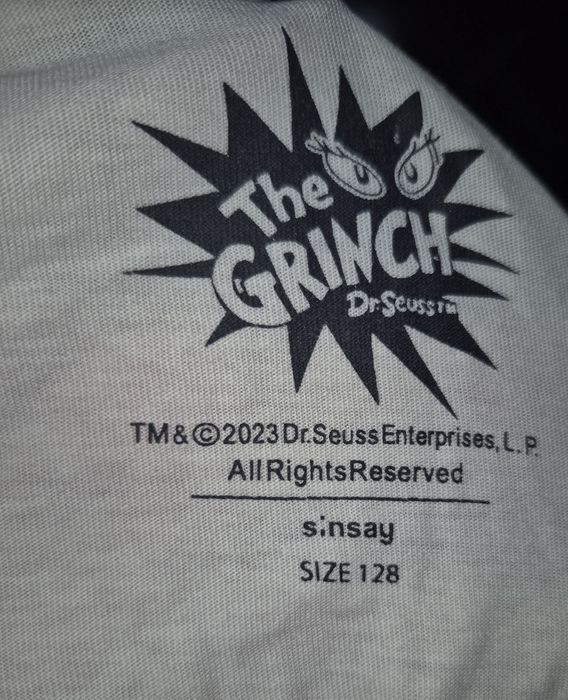 The
GRINCH
Dr. Seuss TM
TM & © 2023 Dr. Seuss Enterprises, L. P.
All Rights Reserved
sinsay
SIZE 128